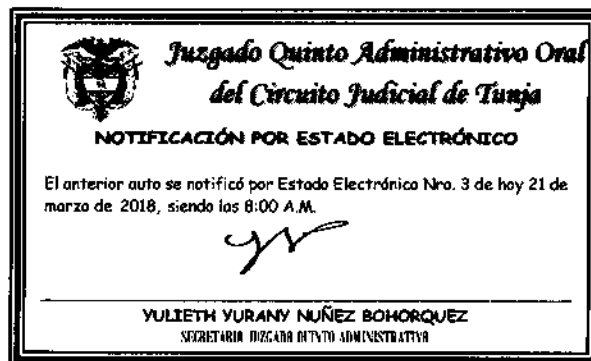 Juzgado Quinto Administrativo Oral
del Circuito Judicial de Tunja
NOTIFICACIÓN POR ESTADO ELECTRÓNICO
El anterior auto se notificó por Estado Electrónico Nro. 3 de hoy 21 de
marzo de 2018, siendo las 8:00 A.M.
YULIETH YURANY NUÑEZ BOHORQUEZ
SECRETARIA JUZGADO QUINTO ADMINISTRATIVO